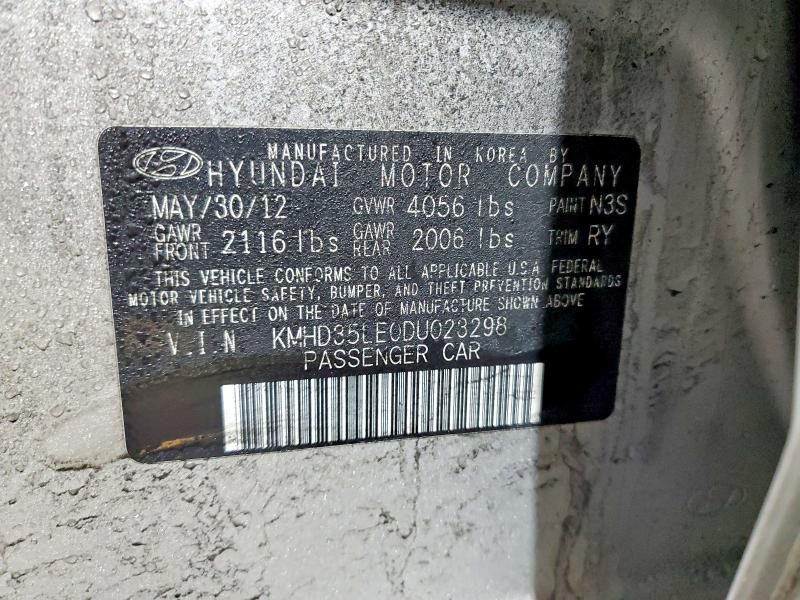 MANUFACTURED IN KOREA BY
HYUNDAI MOTOR COMPANY
MAY/30/12 GVWR 4056 lbs PAINT N3S
GAWR FRONT 2116 lbs GAWR REAR 2006 lbs TRIM RY
THIS VEHICLE CONFORMS TO ALL APPLICABLE U.S.A FEDERAL
MOTOR VEHICLE SAFETY, BUMPER, AND THEFT PREVENTION STANDARDS
IN EFFECT ON THE DATE OF MANUFACTURE SHOWN ABOVE
V.I.N KMHD35LE0DU023298
PASSENGER CAR